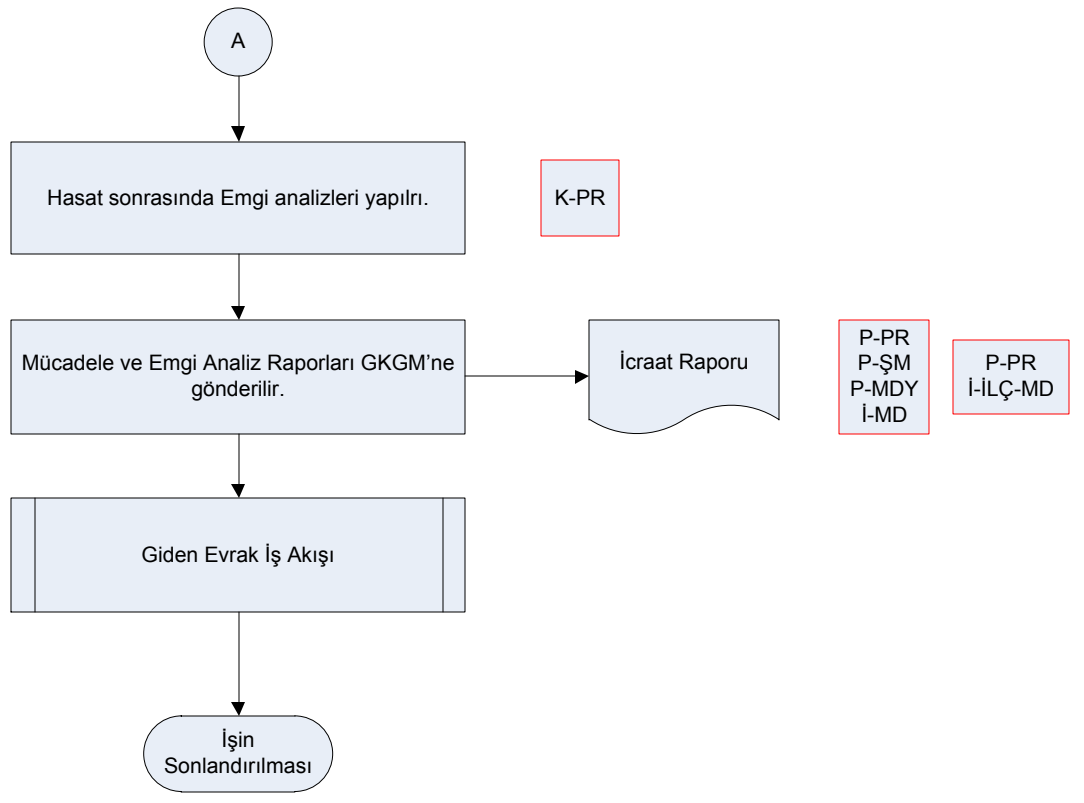 A
Hasat sonrasında Emgi analizleri yapılrı.
K-PR
Mücadele ve Emgi Analiz Raporları GKGM’ne
gönderilir.
İcraat Raporu
P-PR
P-ŞM
P-MDY
İ-MD
P-PR
İ-İLÇ-MD
Giden Evrak İş Akışı
İşin
Sonlandırılması